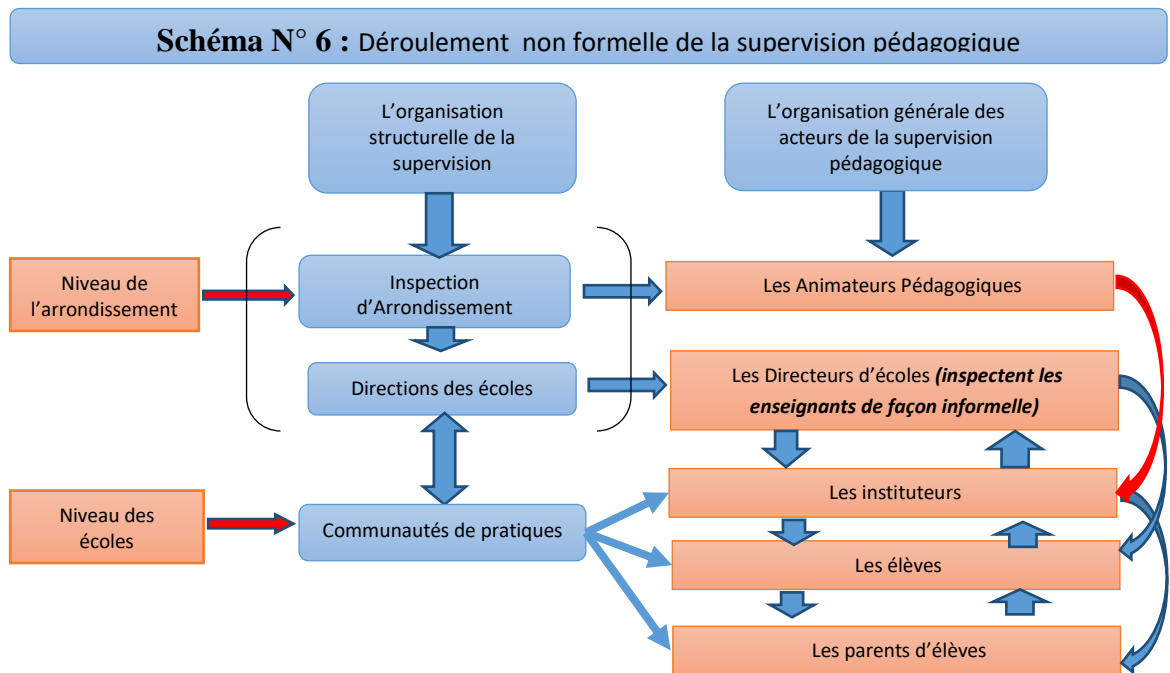 Schéma N° 6 : Déroulement non formelle de la supervision pédagogique
L’organisation
structurelle de la
supervision
L’organisation générale des
acteurs de la supervision
pédagogique
Niveau de
l’arrondissement
Inspection
d’Arrondissement
Les Animateurs Pédagogiques
Directions des écoles
Les Directeurs d’écoles (inspectent les
enseignants de façon informelle)
Niveau des
écoles
Communautés de pratiques
Les instituteurs
Les élèves
Les parents d’élèves